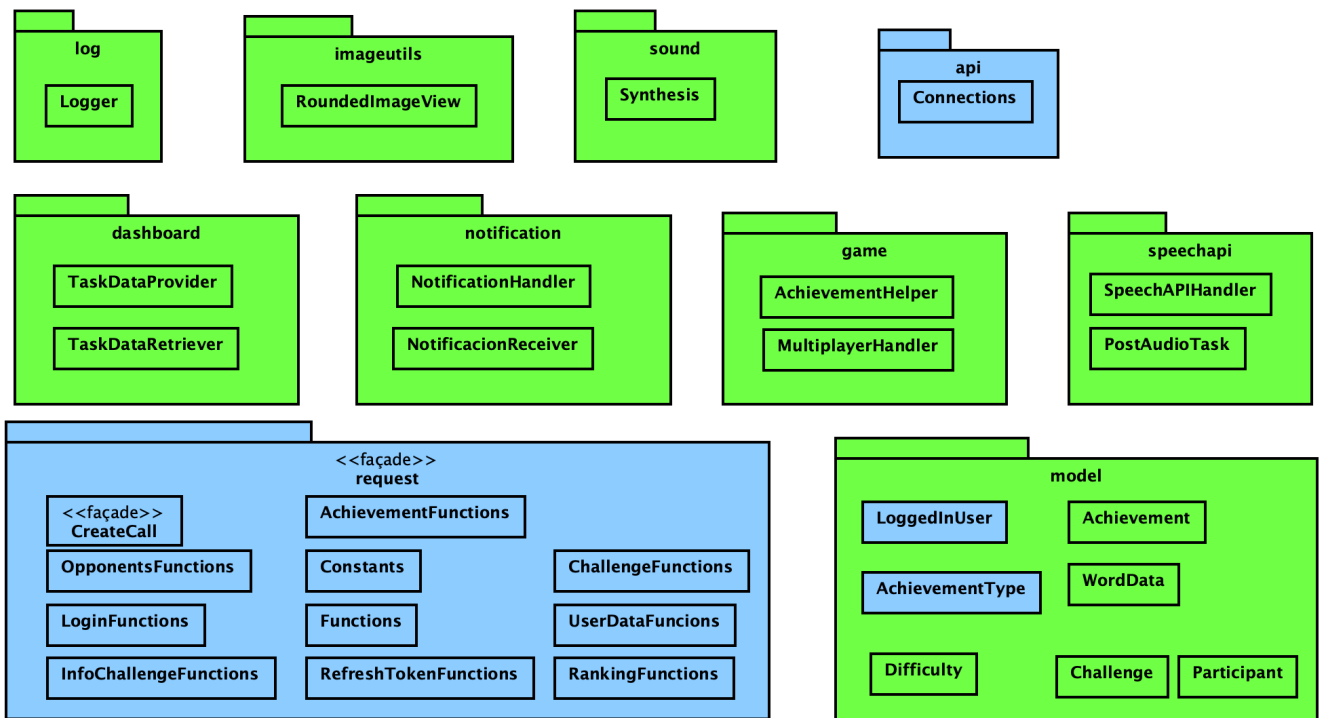 log
Logger
imageutils
RoundedImageView
sound
Synthesis
api
Connections
dashboard
TaskDataProvider
TaskDataRetriever
notification
NotificationHandler
NotificacionReceiver
game
AchievementHelper
MultiplayerHandler
speechapi
SpeechAPIHandler
PostAudioTask
<<façade>>
request
<<façade>>
CreateCall
AchievementFunctions
OpponentsFunctions
Constants
ChallengeFunctions
LoginFunctions
Functions
UserDataFuncions
InfoChallengeFunctions
RefreshTokenFunctions
RankingFunctions
model
LoggedInUser
Achievement
AchievementType
WordData
Difficulty
Challenge
Participant